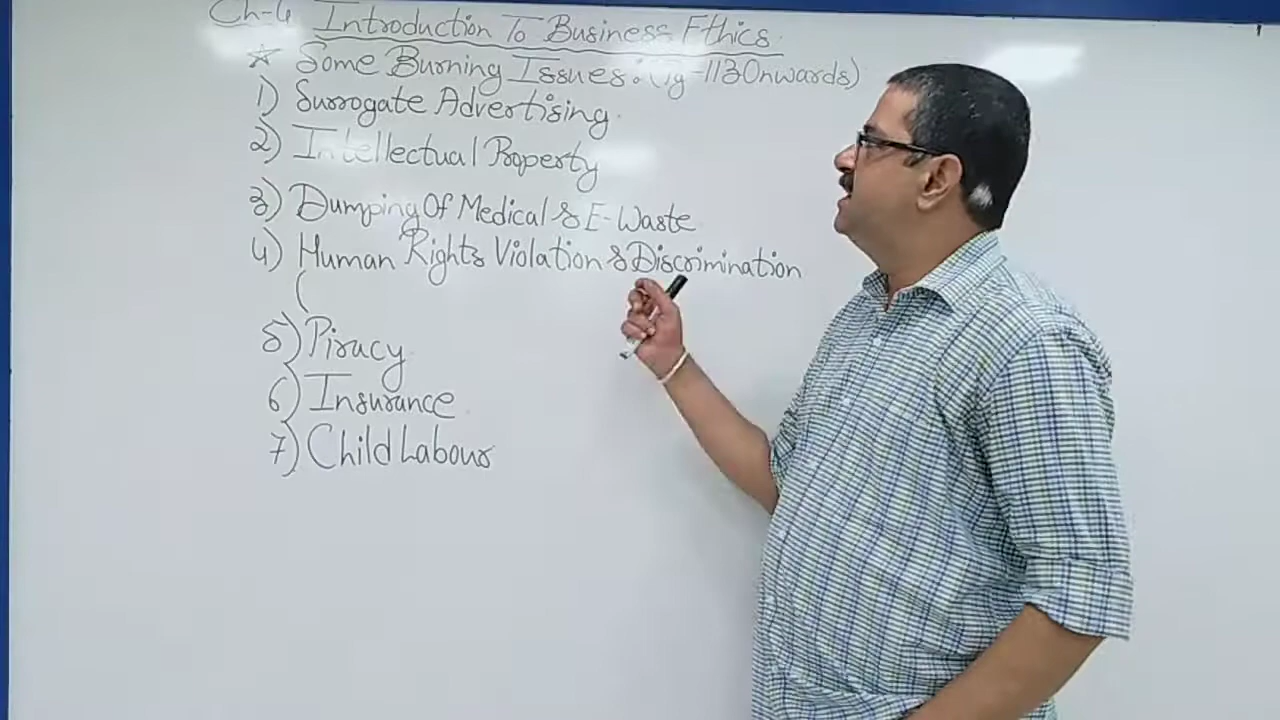 Ch-4 Introduction To Business Ethics
☆ Some Burning Issues: (Pg-113 Onwards)
1) Surrogate Advertising
2) Intellectual Property
3) Dumping Of Medical & E-Waste
4) Human Rights Violation & Discrimination
5) Piracy
6) Insurance
7) Child Labour